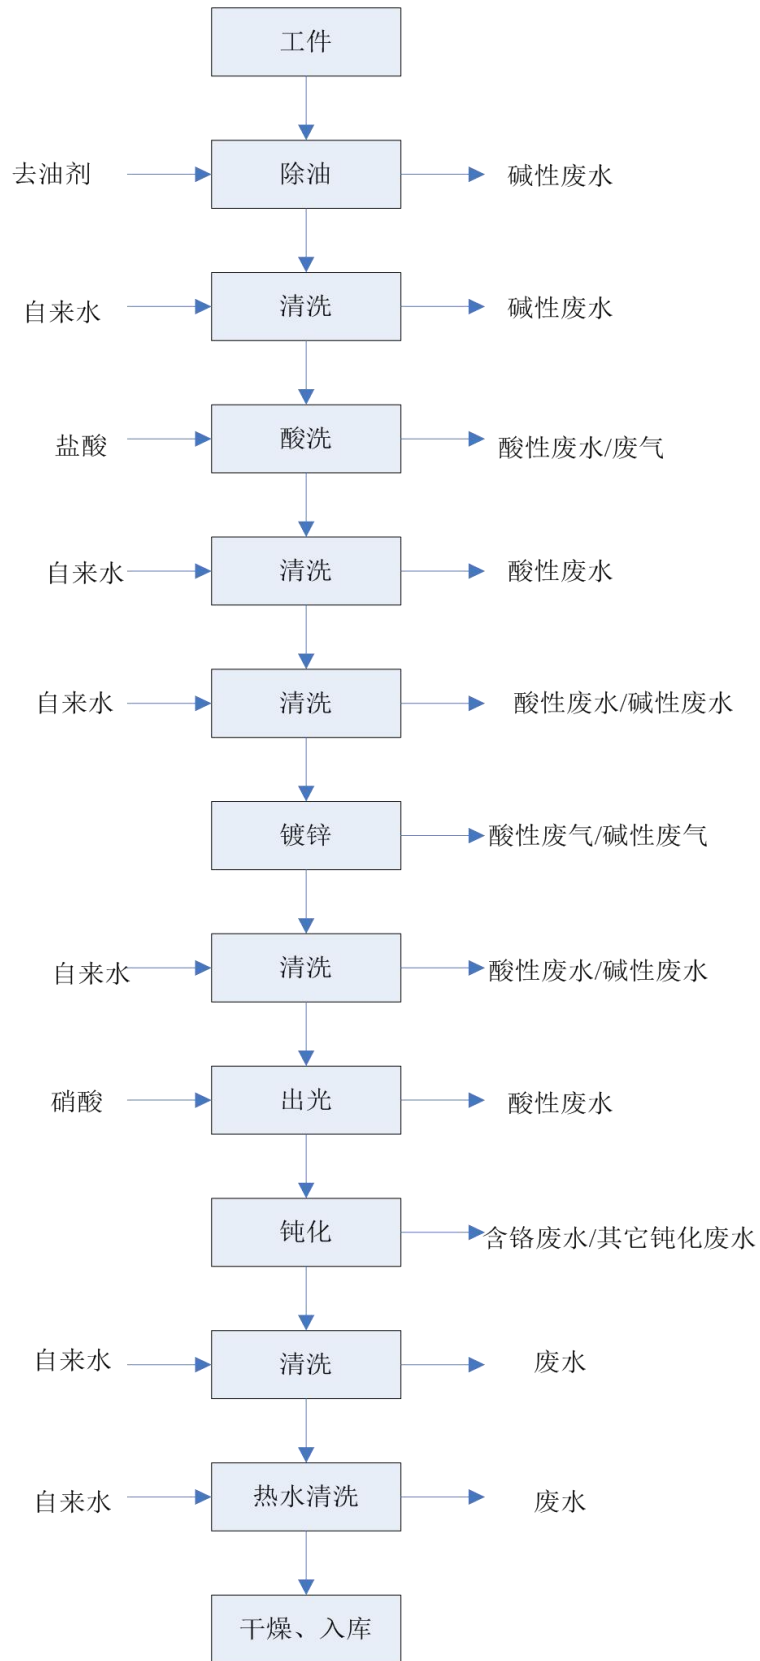 工件
去油剂 除油 碱性废水
自来水 清洗 碱性废水
盐酸 酸洗 酸性废水/废气
自来水 清洗 酸性废水
自来水 清洗 酸性废水/碱性废水
镀锌 酸性废气/碱性废气
自来水 清洗 酸性废水/碱性废水
硝酸 出光 酸性废水
钝化 含铬废水/其它钝化废水
自来水 清洗 废水
自来水 热水清洗 废水
干燥、入库